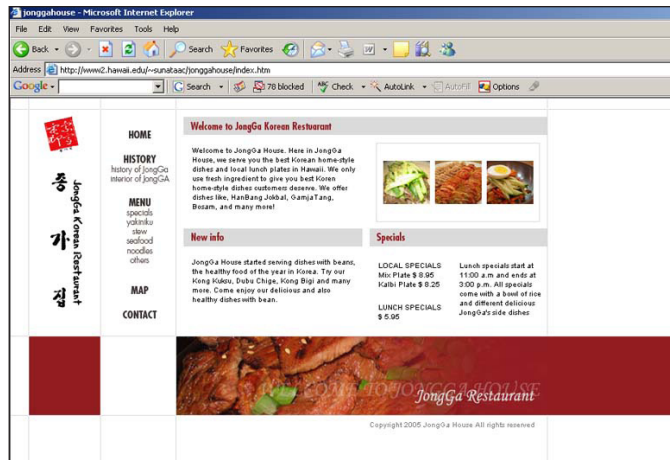 jonggahouse - Microsoft Internet Explorer
File Edit View Favorites Tools Help
Back Search Favorites
Address http://www2.hawaii.edu/~sunataac/jonggahouse/index.htm
Google Search 78 blocked Check AutoLink AutoFill Options
종가집
JongGa Korean Restaurant
HOME
HISTORY
history of JongGa
interior of JongGA
MENU
specials
yakiniku
stew
seafood
noodles
others
MAP
CONTACT
Welcome to JongGa Korean Restuarant
Welcome to JongGa House. Here in JongGa
House, we serve you the best Korean home-style
dishes and local lunch plates in Hawaii. We only
use fresh ingredient to give you best Koren
home-style dishes customers deserve. We offer
dishes like, HanBang Jokbal, GamjaTang,
Bosam, and many more!
New info
JongGa House started serving dishes with beans,
the healthy food of the year in Korea. Try our
Kong Kuksu, Dubu Chige, Kong Bigi and many
more. Come enjoy our delicious and also
healthy dishes with bean.
Specials
LOCAL SPECIALS
Mix Plate $ 8.95
Kalbi Plate $ 8.25
LUNCH SPECIALS
$ 5.95
Lunch specials start at
11:00 a.m and ends at
3:00 p.m. All specials
come with a bowl of rice
and different delicious
JongGa's side dishes
WELCOME TO JONGGA HOUSE
JongGa Restaurant
Copyright 2005 JongGa House All rights reserved